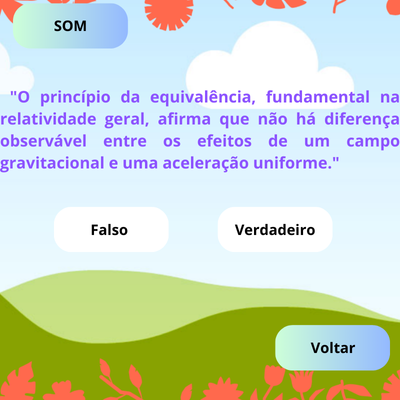 SOM
"O princípio da equivalência, fundamental na
relatividade geral, afirma que não há diferença
observável entre os efeitos de um campo
gravitacional e uma aceleração uniforme."
Falso
Verdadeiro
Voltar